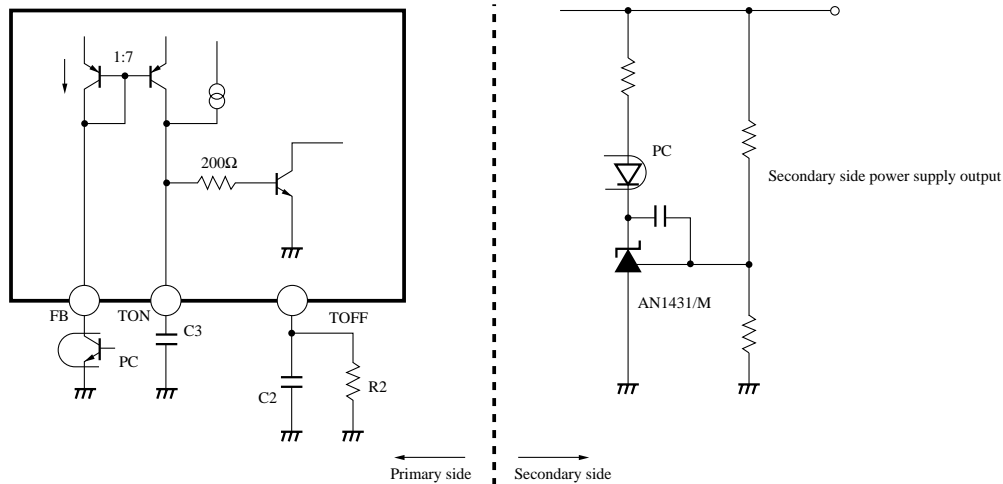 1:7
200Ω
PC
Secondary side power supply output
AN1431/M
FB
TON
C3
TOFF
PC
C2
R2
Primary side
Secondary side